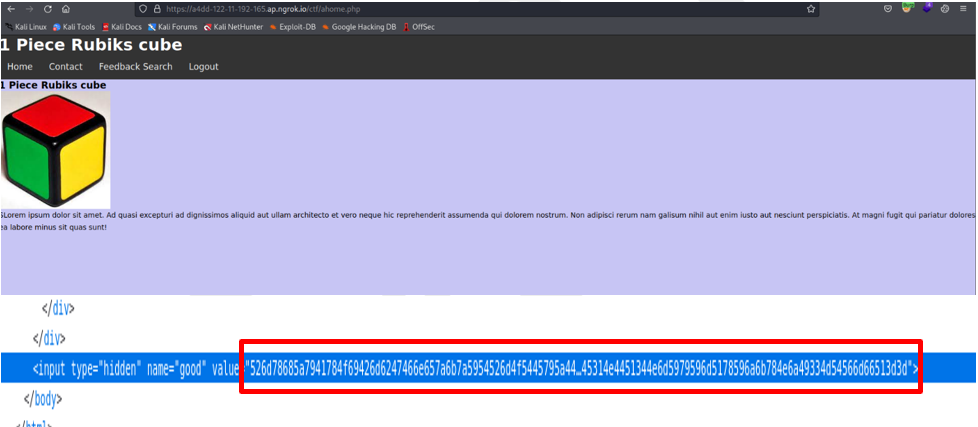 https://a4dd-122-11-192-165.ap.ngrok.io/ctf/ahome.php
Kali Linux Kali Tools Kali Docs Kali Forums Kali NetHunter Exploit-DB Google Hacking DB OffSec
1 Piece Rubiks cube
Home Contact Feedback Search Logout
1 Piece Rubiks cube
sLorem ipsum dolor sit amet. Ad quasi excepturi ad dignissimos aliquid aut ullam architecto et vero neque hic reprehenderit assumenda qui dolorem nostrum. Non adipisci rerum nam galisum nihil aut enim iusto aut nesciunt perspiciatis. At magni fugit qui pariatur dolores
ea labore minus sit quas sunt!
</div>
</div>
<input type="hidden" name="good" value="526d78685a7941784f69426d6247466e657a6b7a5954526d4f5445795a44…45314e4451344e6d5979596d5178596a6b784e6a49334d54566d66513d3d">
</body>
</html>